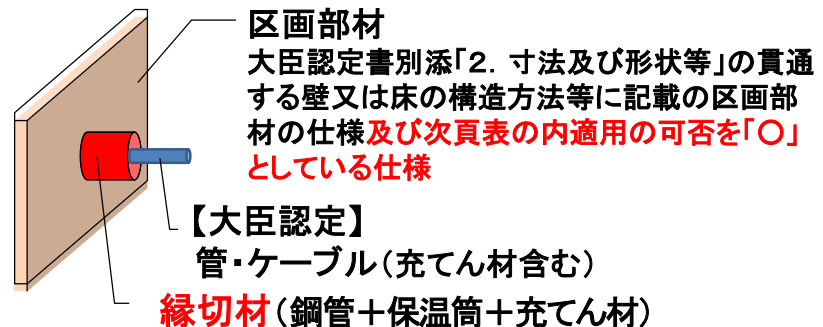 区画部材
大臣認定書別添「２．寸法及び形状等」の貫通
する壁又は床の構造方法等に記載の区画部
材の仕様及び次頁表の内適用の可否を「〇」
としている仕様
【大臣認定】
管・ケーブル（充てん材含む）
縁切材（鋼管＋保温筒＋充てん材）